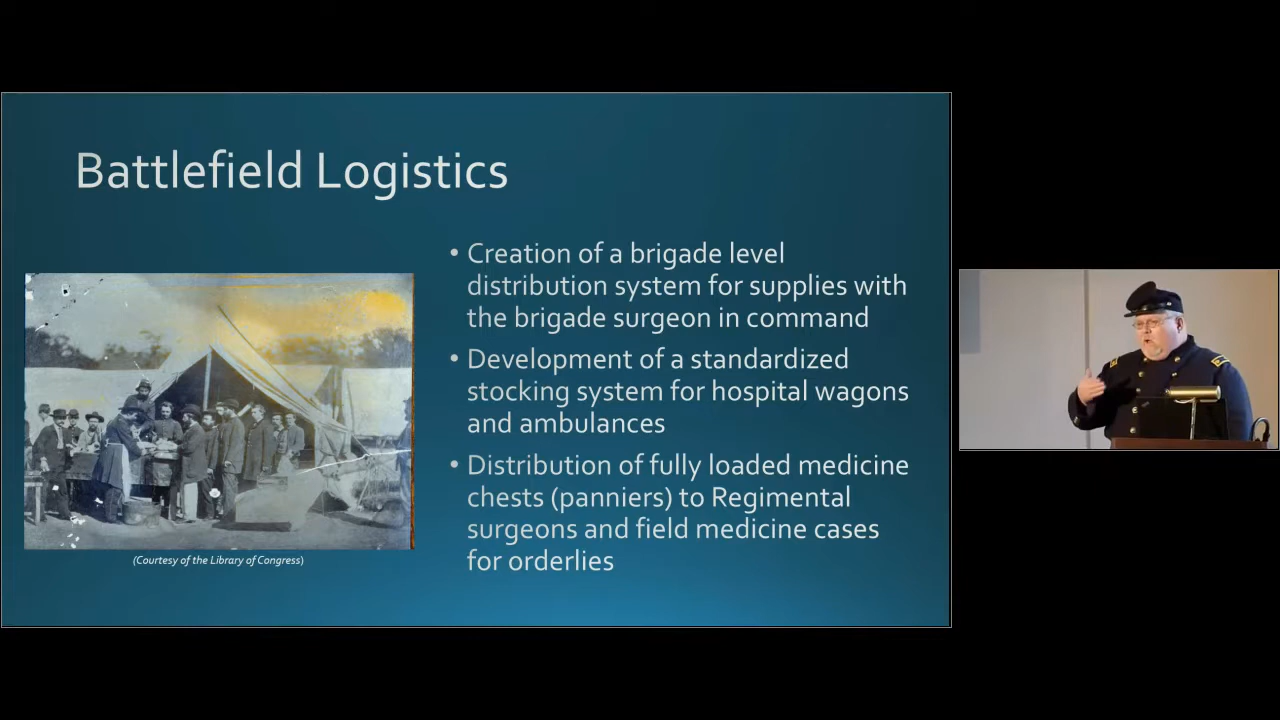 Battlefield Logistics
• Creation of a brigade level
distribution system for supplies with
the brigade surgeon in command
• Development of a standardized
stocking system for hospital wagons
and ambulances
• Distribution of fully loaded medicine
chests (panniers) to Regimental
surgeons and field medicine cases
for orderlies
(Courtesy of the Library of Congress)